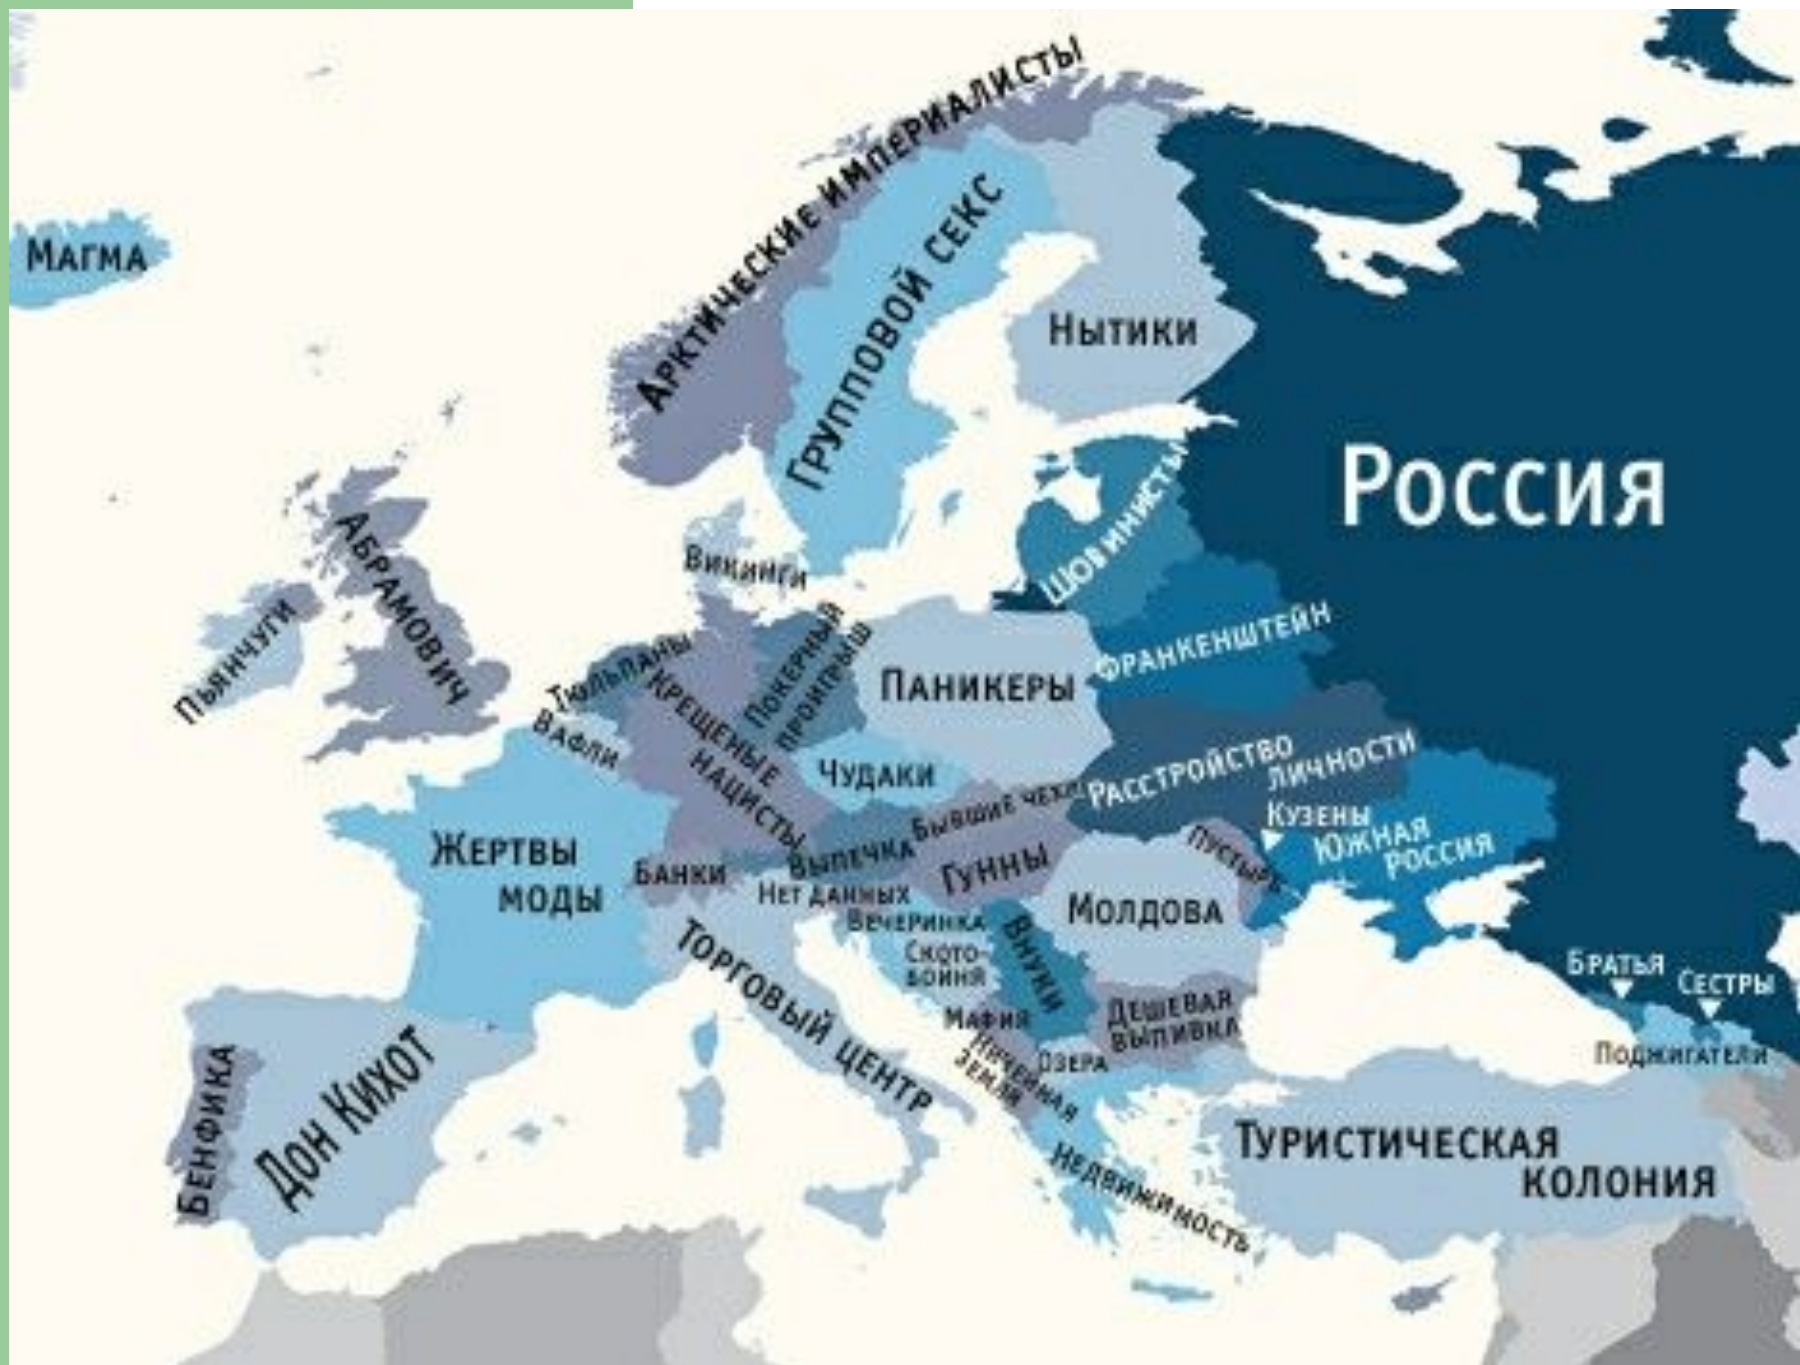 Арктические империалисты
Магма
Групповой секс
Нытики
Россия
Шовинисты
Абрамович
Пьянчуги
Викинги
Тюльпаны
Вафли
Крещеные
нацисты
Покерный
проигрыш
Паникеры
Франкенштейн
Чудаки
Бывшие чехи
Расстройство
личности
Кузены
Южная
Россия
Жертвы
моды
Банки
Выпечка
Гунны
Пустырь
Нет данных
Вечеринка
Ското-
бойня
Внуки
Молдова
Торговый центр
Мафия
Дешевая
выпивка
Братья
Сестры
Поджигатели
Ничейная
земля
Озера
Бенфика
Дон Кихот
Недвижимость
Туристическая
колония